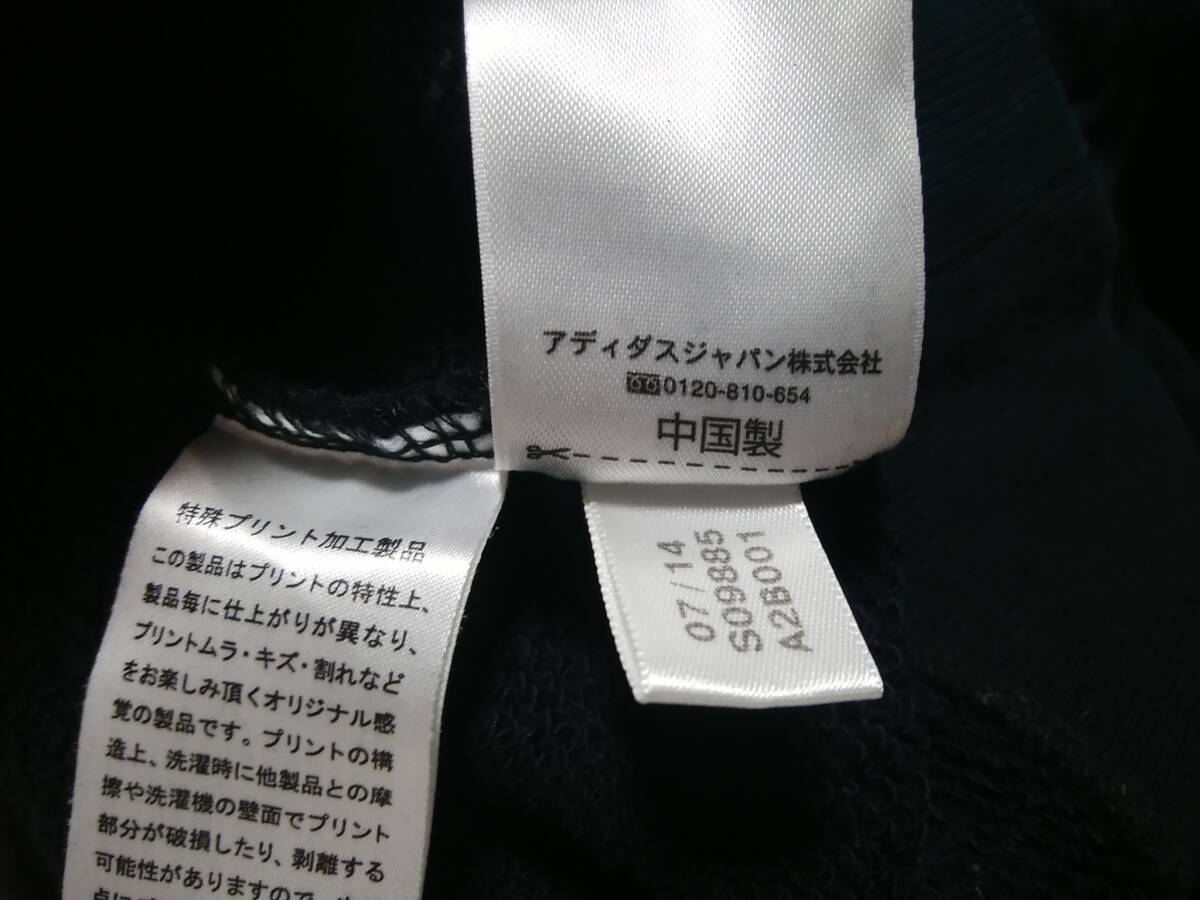 アディダスジャパン株式会社
0120-810-654
中国製
07/14
S09885
A2B001
特殊プリント加工製品
この製品はプリントの特性上、
製品毎に仕上がりが異なり、
プリントムラ・キズ・割れなど
をお楽しみ頂くオリジナル感
覚の製品です。プリントの構
造上、洗濯時に他製品との摩
擦や洗濯機の壁面でプリント
部分が破損したり、剥離する
可能性がありますので、